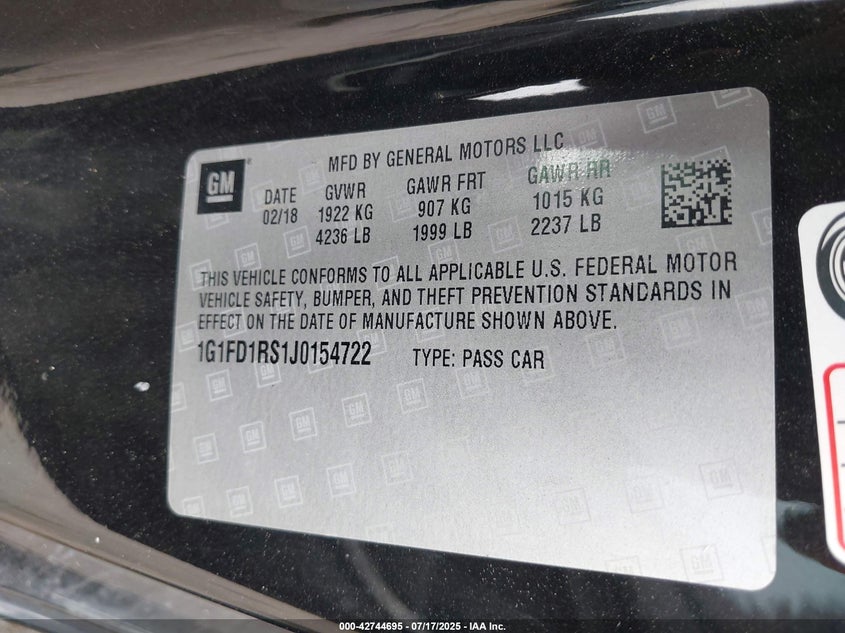 GM
MFD BY GENERAL MOTORS LLC
DATE GVWR GAWR FRT GAWR RR
02/18 1922 KG 907 KG 1015 KG
4236 LB 1999 LB 2237 LB
THIS VEHICLE CONFORMS TO ALL APPLICABLE U.S. FEDERAL MOTOR
VEHICLE SAFETY, BUMPER, AND THEFT PREVENTION STANDARDS IN
EFFECT ON THE DATE OF MANUFACTURE SHOWN ABOVE.
1G1FD1RS1J0154722 TYPE: PASS CAR
000-42744695 - 07/17/2025 - IAA Inc.